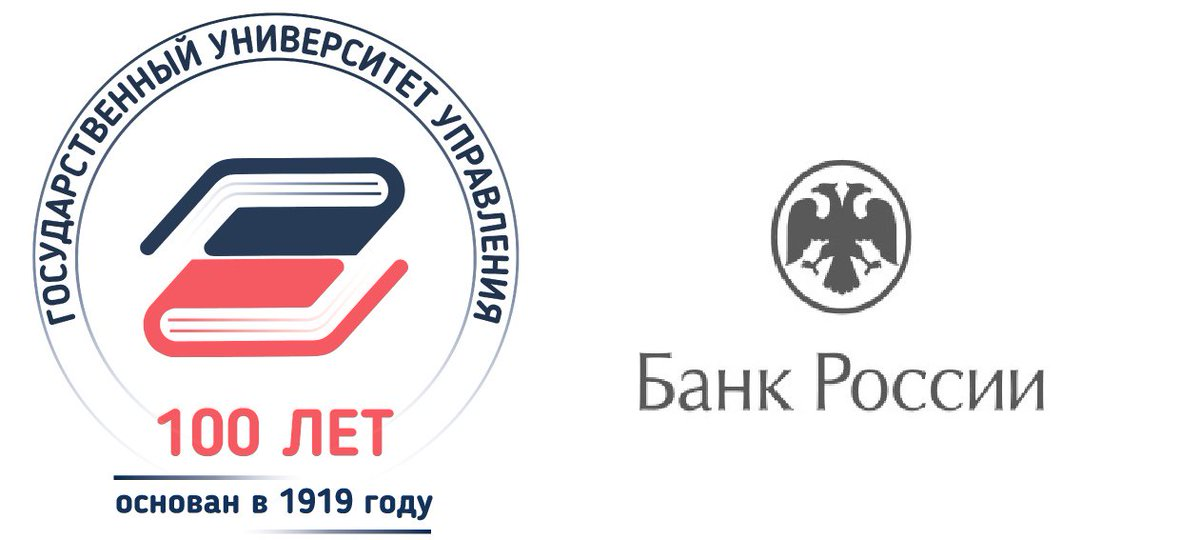 ГОСУДАРСТВЕННЫЙ УНИВЕРСИТЕТ УПРАВЛЕНИЯ
100 ЛЕТ
основан в 1919 году
Банк России